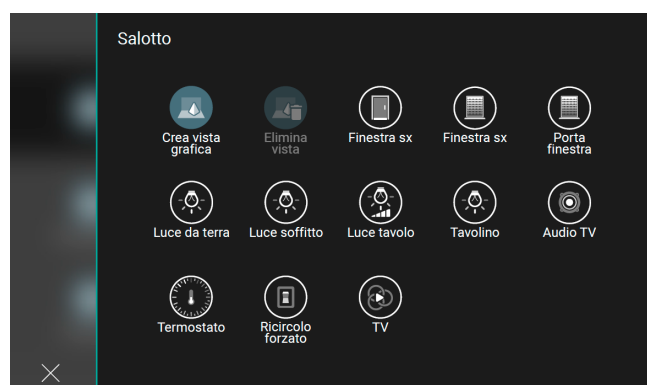 Salotto
Crea vista
grafica
Elimina
vista
Finestra sx
Finestra sx
Porta
finestra
Luce da terra
Luce soffitto
Luce tavolo
Tavolino
Audio TV
Termostato
Ricircolo
forzato
TV